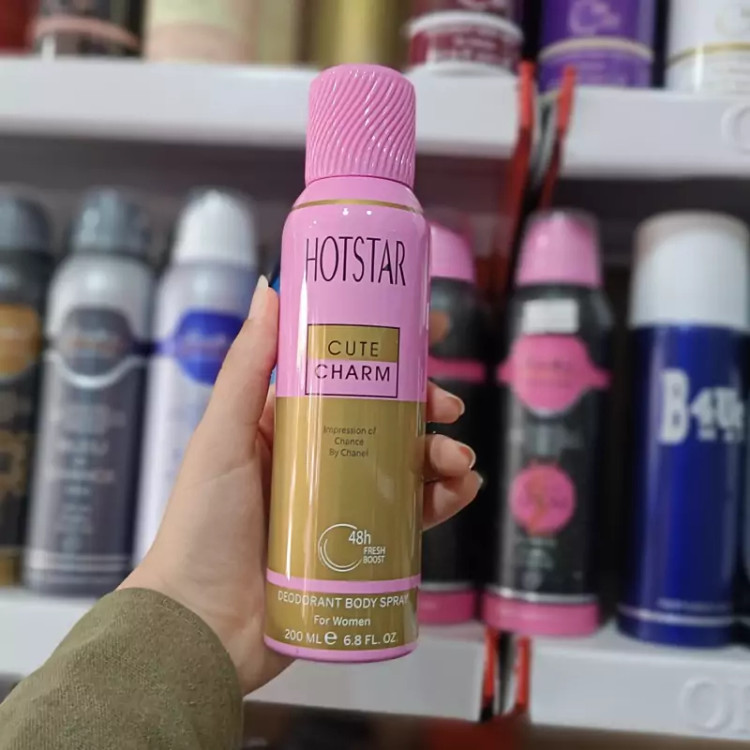 HOTSTAR
CUTE
CHARM
Impression of
Chance
By Chanel
48h
FRESH
BOOST
DEODORANT BODY SPRAY
For Women
200 ML e 6.8 FL. OZ.
B4U